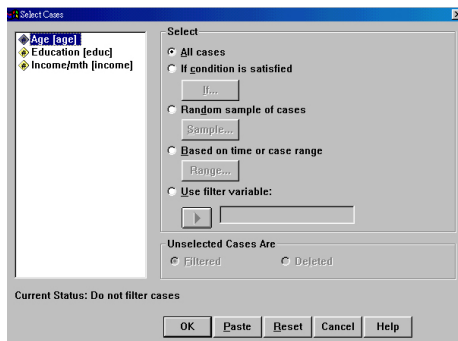 Select Cases
Age [age]
Education [educ]
Income/mth [income]
Select
All cases
If condition is satisfied
If...
Random sample of cases
Sample...
Based on time or case range
Range...
Use filter variable:
Unselected Cases Are
Filtered
Deleted
Current Status: Do not filter cases
OK
Paste
Reset
Cancel
Help